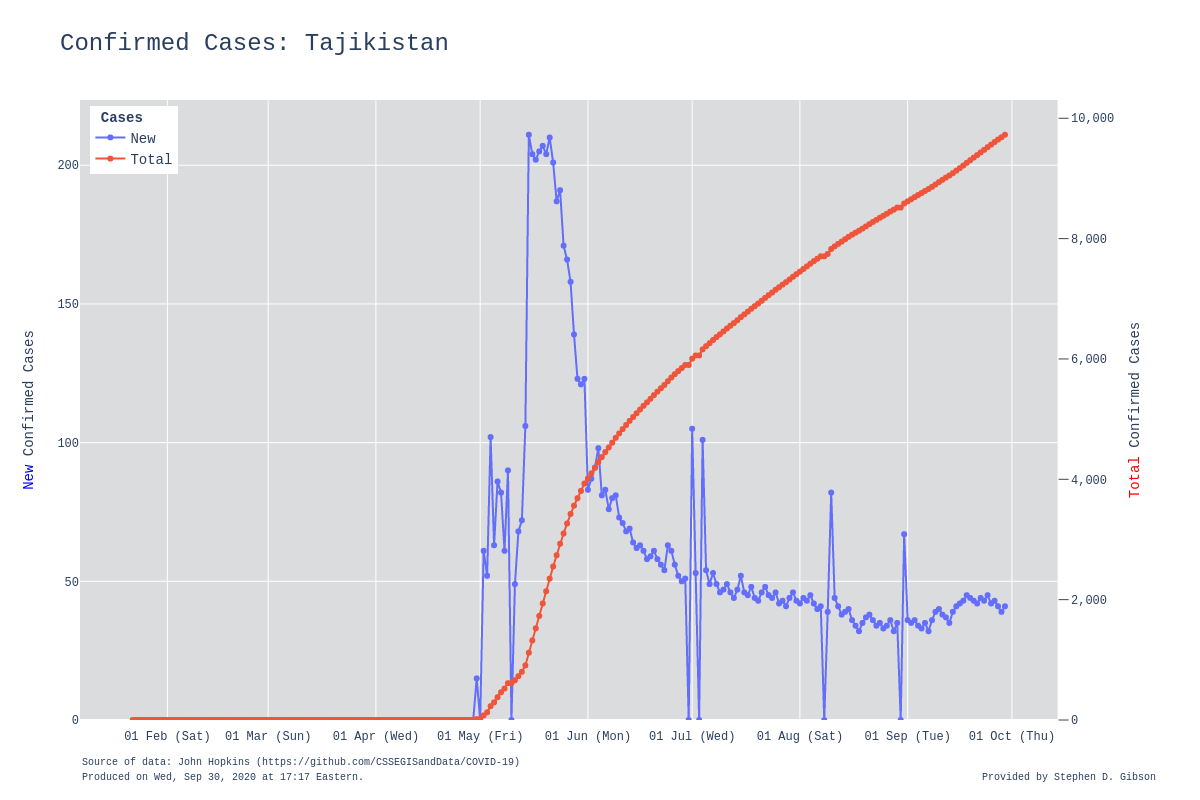 Confirmed Cases: Tajikistan
Cases
New
Total
200
150
100
50
0
10,000
8,000
6,000
4,000
2,000
0
New Confirmed Cases
Total Confirmed Cases
01 Feb (Sat) 01 Mar (Sun) 01 Apr (Wed) 01 May (Fri) 01 Jun (Mon) 01 Jul (Wed) 01 Aug (Sat) 01 Sep (Tue) 01 Oct (Thu)
Source of data: John Hopkins (https://github.com/CSSEGISandData/COVID-19)
Produced on Wed, Sep 30, 2020 at 17:17 Eastern.
Provided by Stephen D. Gibson